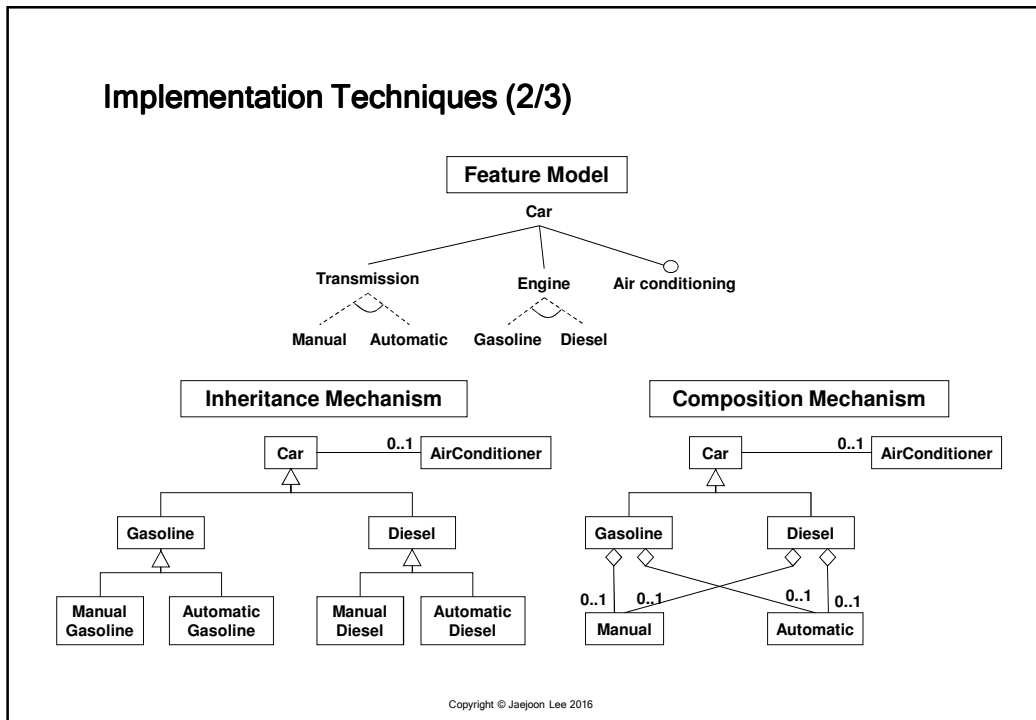 Implementation Techniques (2/3)
Feature Model
Car
Transmission
Engine
Air conditioning
Manual
Automatic
Gasoline
Diesel
Inheritance Mechanism
Car
0..1
AirConditioner
Gasoline
Diesel
Manual
Gasoline
Automatic
Gasoline
Manual
Diesel
Automatic
Diesel
Composition Mechanism
Car
0..1
AirConditioner
Gasoline
Diesel
0..1
0..1
0..1
0..1
Manual
Automatic
Copyright © Jaejoon Lee 2016